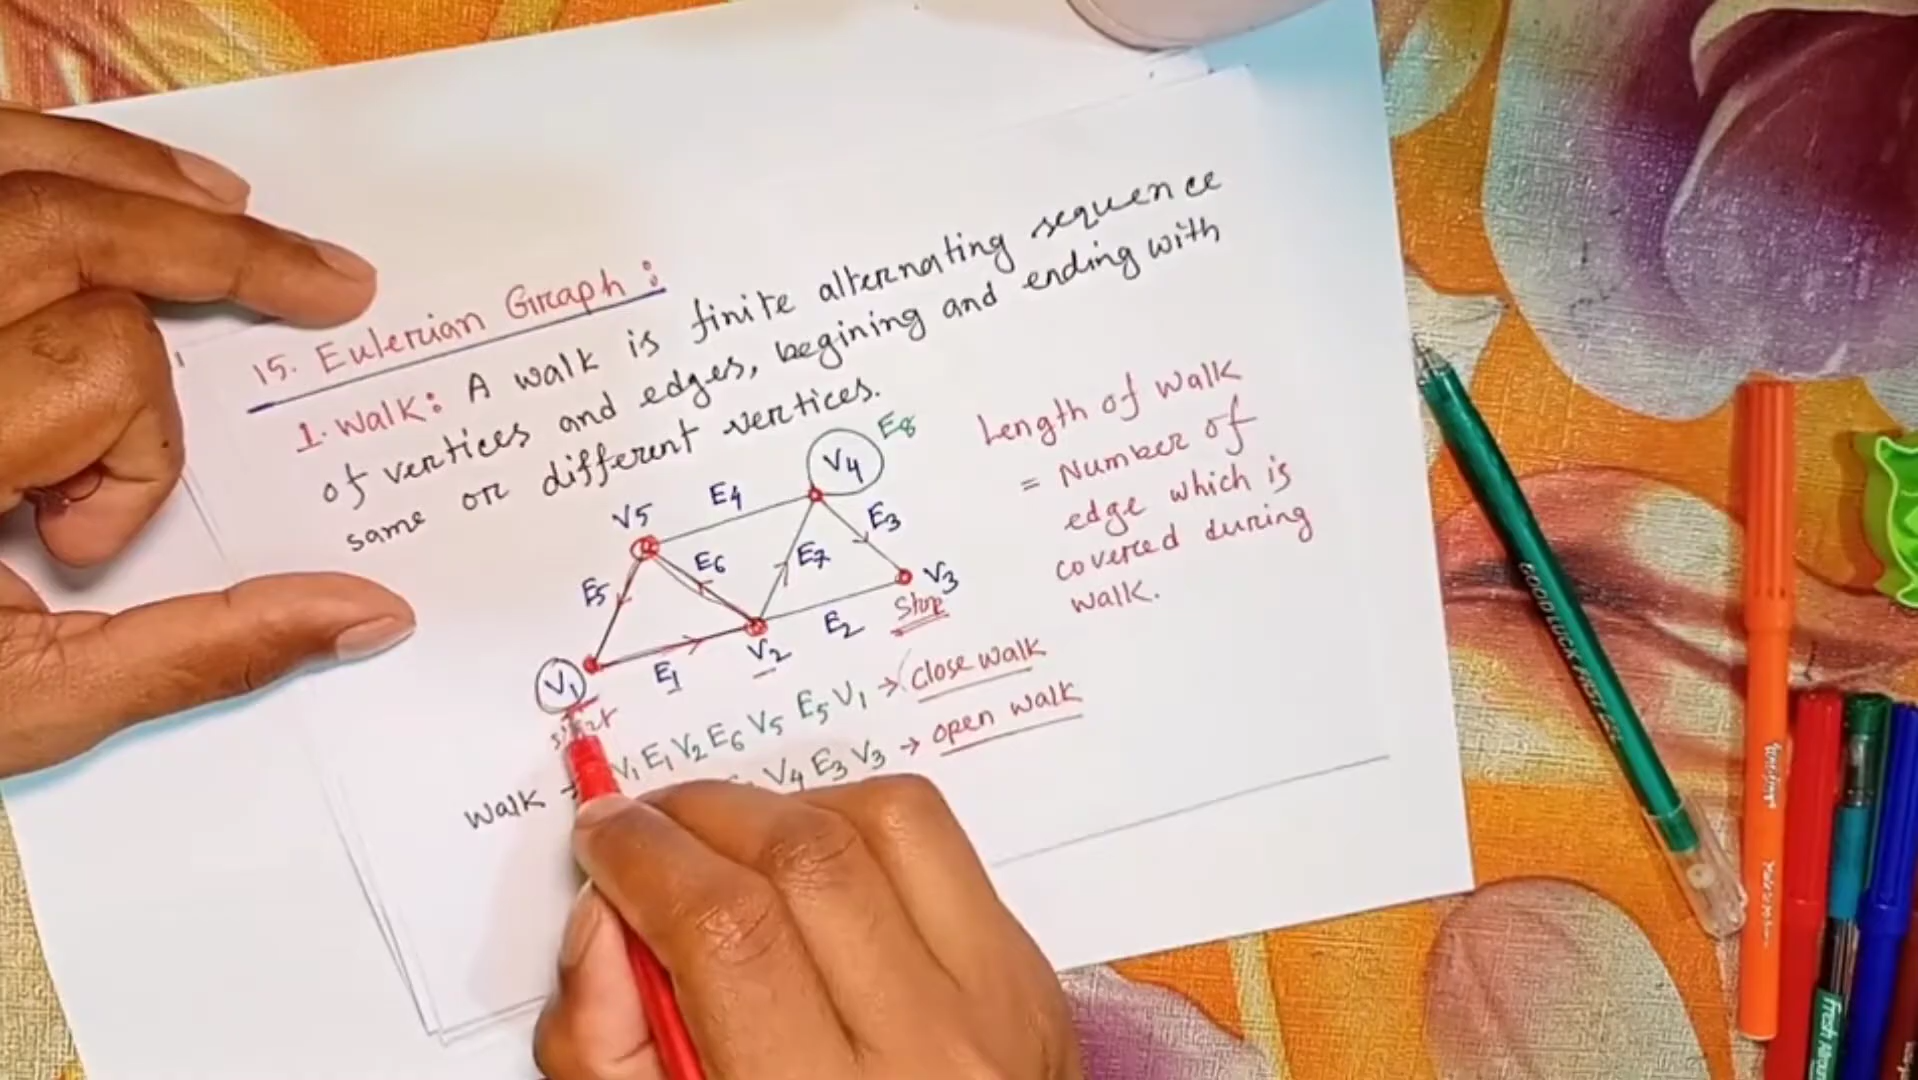 15. Eulerian Graph:
1. Walk: A walk is finite alternating sequence
of vertices and edges, begining and ending with
same or different vertices.
E8
V4
E4
V5
E3
E7
E6
E5
V3
Stop
E2
V2
E1
V1
start
Length of walk
= Number of
edge which is
covered during
walk.
V1 E1 V2 E6 V5 E5 V1 → close walk
Walk →
V4 E3 V3 → open walk
GOODLUCK